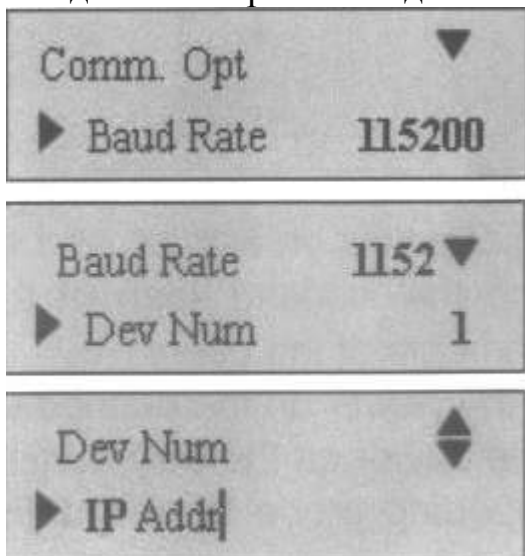 Comm. Opt ▼
▶ Baud Rate 115200
Baud Rate 1152 ▼
▶ Dev Num 1
Dev Num
▶ IP Addr